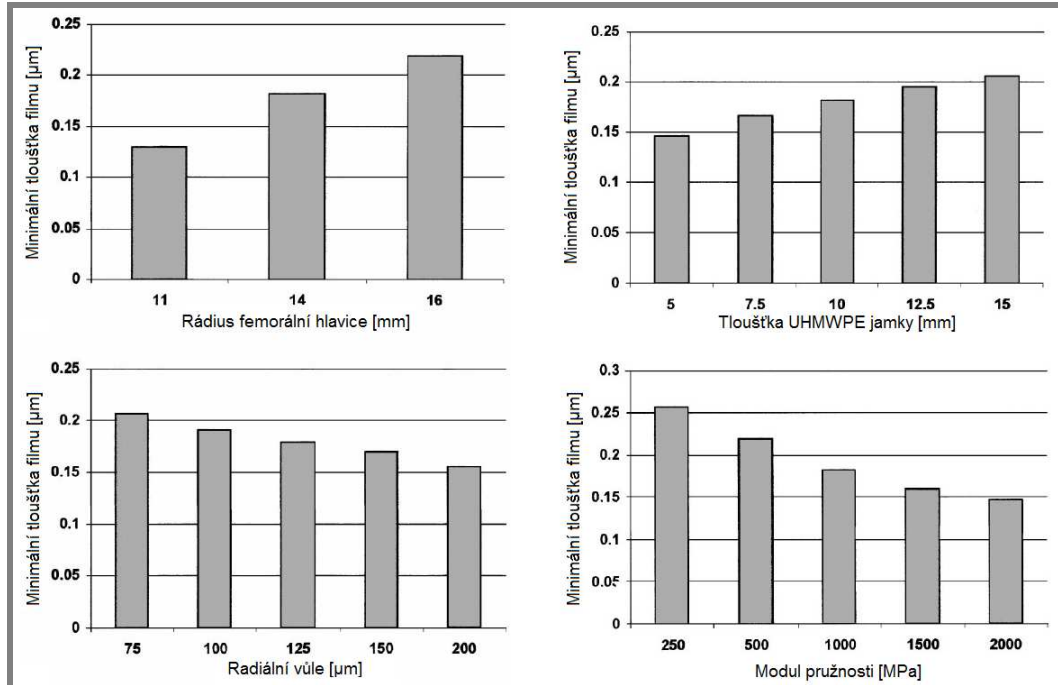 Minimální tloušťka filmu [μm]
0.25
0.2
0.15
0.1
0.05
0
11 14 16
Rádius femorální hlavice [mm]
Minimální tloušťka filmu [μm]
0.25
0.2
0.15
0.1
0.05
0
5 7.5 10 12.5 15
Tloušťka UHMWPE jamky [mm]
Minimální tloušťka filmu [μm]
0.25
0.2
0.15
0.1
0.05
0
75 100 125 150 200
Radiální vůle [μm]
Minimální tloušťka filmu [μm]
0.3
0.25
0.2
0.15
0.1
0.05
0
250 500 1000 1500 2000
Modul pružnosti [MPa]